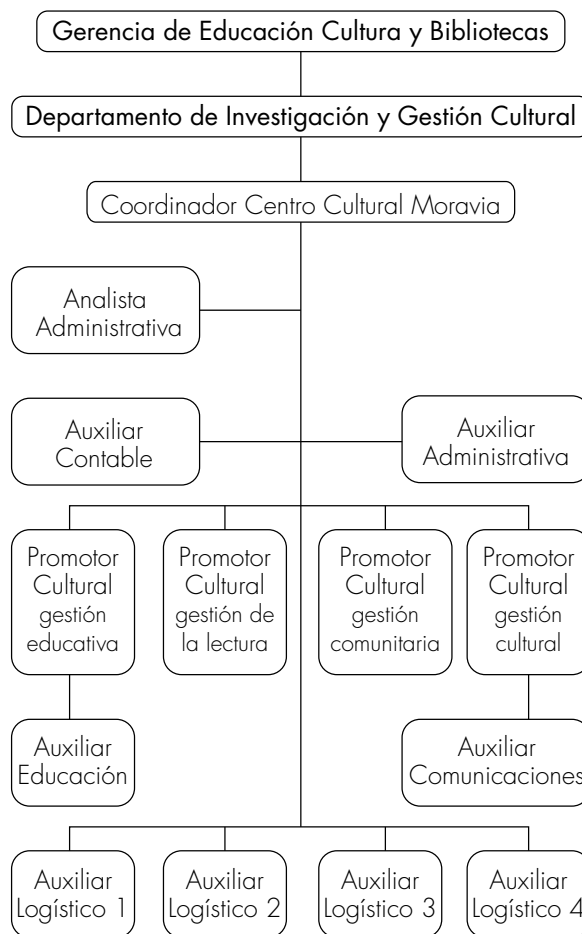 Gerencia de Educación Cultura y Bibliotecas
Departamento de Investigación y Gestión Cultural
Coordinador Centro Cultural Moravia
Analista
Administrativa
Auxiliar
Contable
Auxiliar
Administrativa
Promotor
Cultural
gestión
educativa
Promotor
Cultural
gestión de
la lectura
Promotor
Cultural
gestión
comunitaria
Promotor
Cultural
gestión
cultural
Auxiliar
Educación
Auxiliar
Comunicaciones
Auxiliar
Logístico 1
Auxiliar
Logístico 2
Auxiliar
Logístico 3
Auxiliar
Logístico 4